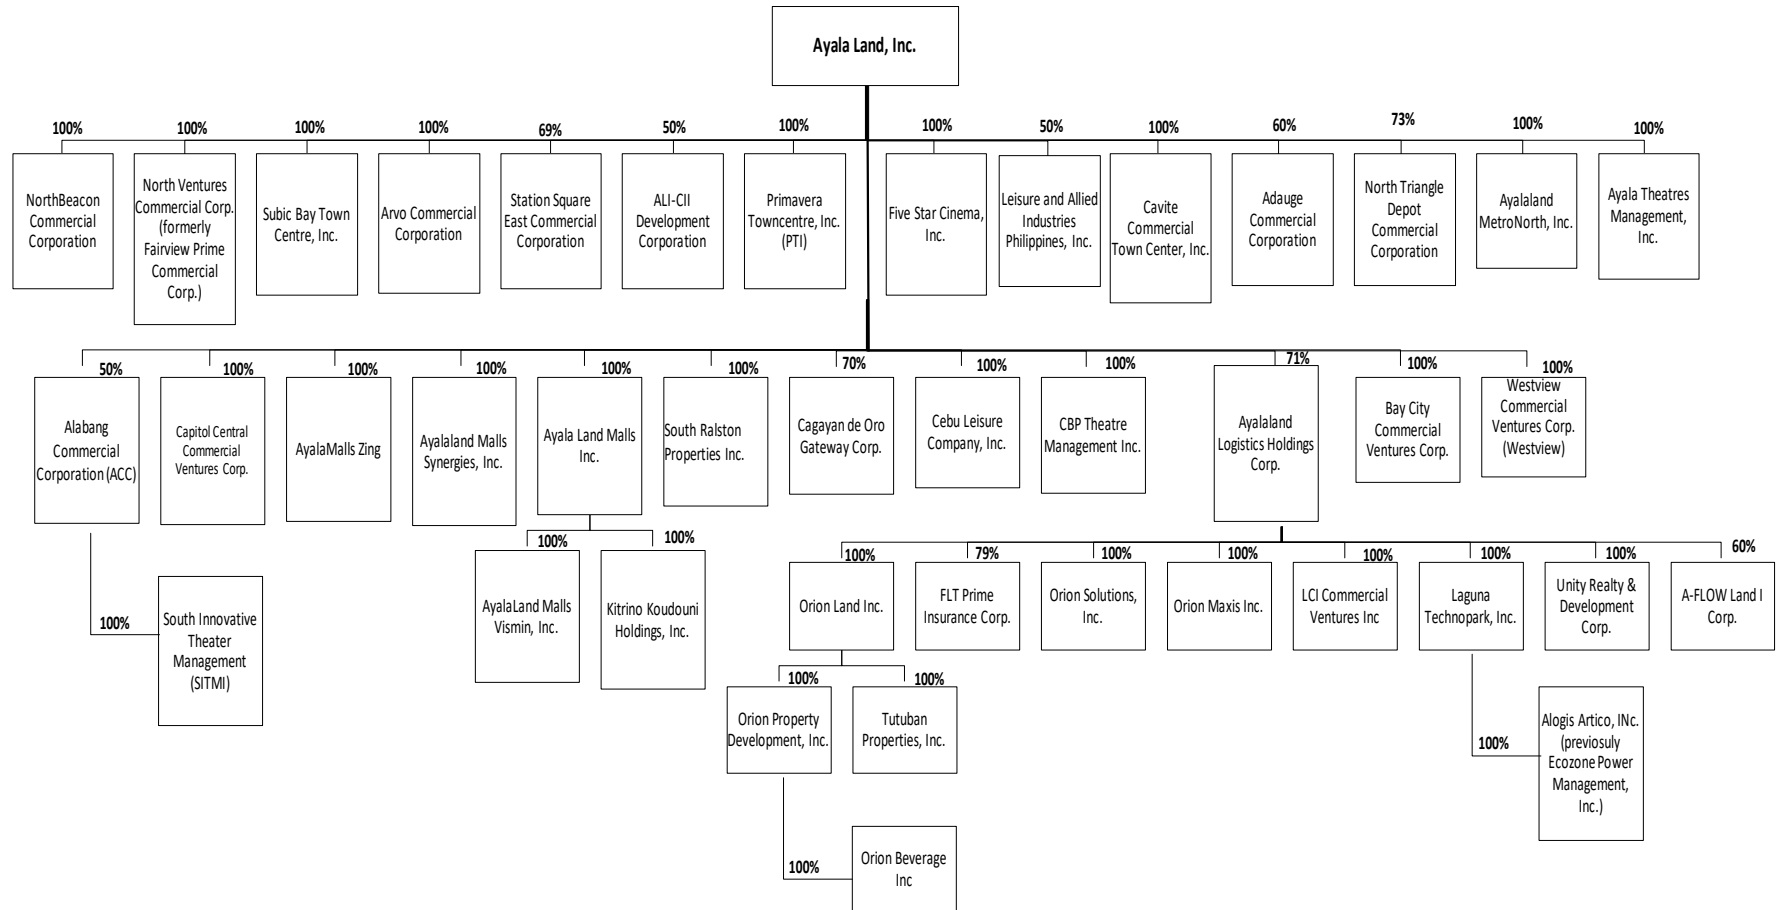 Ayala Land, Inc.
100%
100%
100%
100%
69%
50%
100%
100%
50%
100%
60%
73%
100%
100%
NorthBeacon
Commercial
Corporation
North Ventures
Commercial Corp.
(formerly
Fairview Prime
Commercial
Corp.)
Subic Bay Town
Centre, Inc.
Arvo Commercial
Corporation
Station Square
East Commercial
Corporation
ALI-CII
Development
Corporation
Primavera
Towncentre, Inc.
(PTI)
Five Star Cinema,
Inc.
Leisure and Allied
Industries
Philippines, Inc.
Cavite
Commercial
Town Center, Inc.
Adauge
Commercial
Corporation
North Triangle
Depot
Commercial
Corporation
Ayalaland
MetroNorth, Inc.
Ayala Theatres
Management,
Inc.
50%
100%
100%
100%
100%
100%
70%
100%
100%
71%
100%
100%
Alabang
Commercial
Corporation (ACC)
Capitol Central
Commercial
Ventures Corp.
AyalaMalls Zing
Ayalaland Malls
Synergies, Inc.
Ayala Land Malls
Inc.
South Ralston
Properties Inc.
Cagayan de Oro
Gateway Corp.
Cebu Leisure
Company, Inc.
CBP Theatre
Management Inc.
Ayalaland
Logistics Holdings
Corp.
Bay City
Commercial
Ventures Corp.
Westview
Commercial
Ventures Corp.
(Westview)
100%
South Innovative
Theater
Management
(SITMI)
100%
100%
AyalaLand Malls
Vismin, Inc.
Kitrino Koudouni
Holdings, Inc.
100%
79%
100%
100%
100%
100%
100%
60%
Orion Land Inc.
FLT Prime
Insurance Corp.
Orion Solutions,
Inc.
Orion Maxis Inc.
LCI Commercial
Ventures Inc
Laguna
Technopark, Inc.
Unity Realty &
Development
Corp.
A-FLOW Land I
Corp.
100%
100%
Orion Property
Development, Inc.
Tutuban
Properties, Inc.
100%
Alogis Artico, INc.
(previosuly
Ecozone Power
Management,
Inc.)
100%
Orion Beverage
Inc